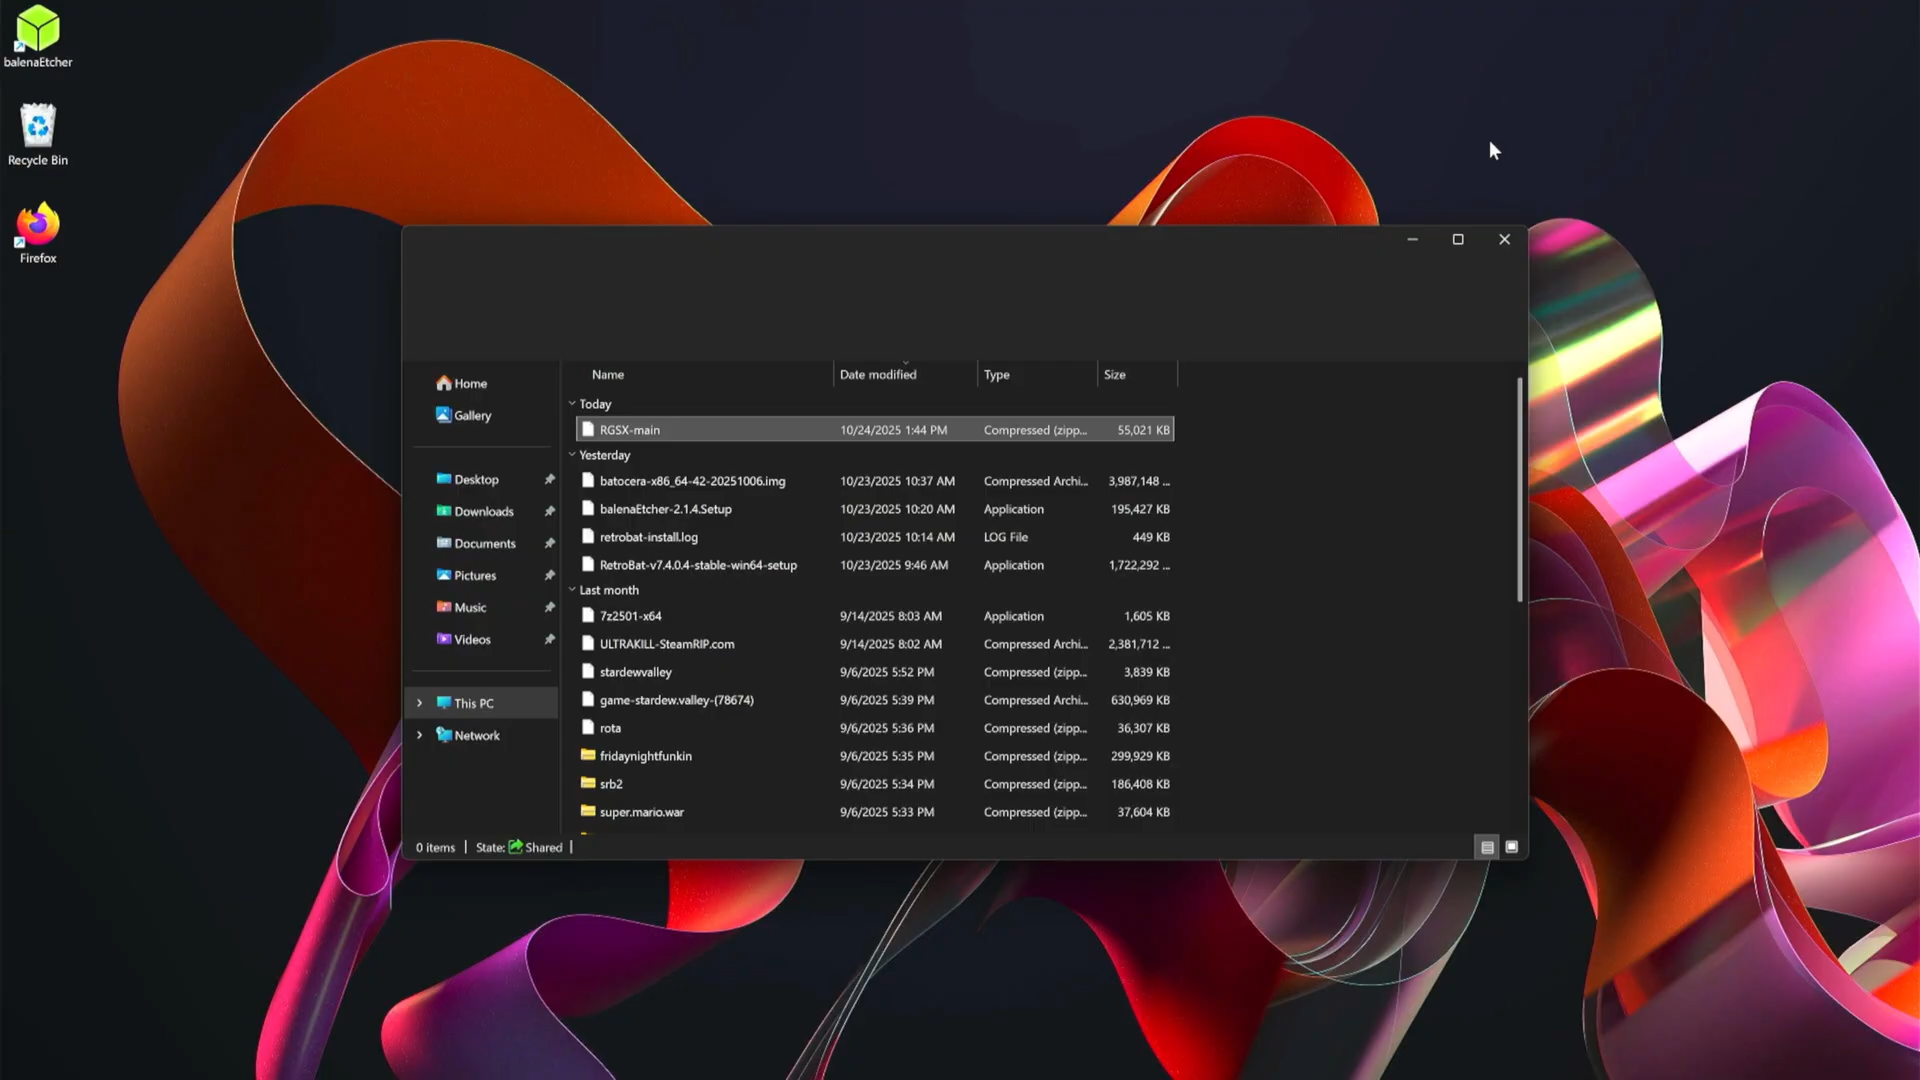 balenaEtcher
Recycle Bin
Firefox
Home
Gallery
Desktop
Downloads
Documents
Pictures
Music
Videos
This PC
Network
Name Date modified Type Size
Today
RGSX-main 10/24/2025 1:44 PM Compressed (zipp... 55,021 KB
Yesterday
batocera-x86_64-42-20251006.img 10/23/2025 10:37 AM Compressed Archi... 3,987,148 ...
balenaEtcher-2.1.4.Setup 10/23/2025 10:20 AM Application 195,427 KB
retrobat-install.log 10/23/2025 10:14 AM LOG File 449 KB
RetroBat-v7.4.0.4-stable-win64-setup 10/23/2025 9:46 AM Application 1,722,292 ...
Last month
7z2501-x64 9/14/2025 8:03 AM Application 1,605 KB
ULTRAKILL-SteamRIP.com 9/14/2025 8:02 AM Compressed Archi... 2,381,712 ...
stardewvalley 9/6/2025 5:52 PM Compressed (zipp... 3,839 KB
game-stardew.valley-(78674) 9/6/2025 5:39 PM Compressed Archi... 630,969 KB
rota 9/6/2025 5:36 PM Compressed (zipp... 36,307 KB
fridaynightfunkin 9/6/2025 5:35 PM Compressed (zipp... 299,929 KB
srb2 9/6/2025 5:34 PM Compressed (zipp... 186,408 KB
super.mario.war 9/6/2025 5:33 PM Compressed (zipp... 37,604 KB
0 items | State: Shared |